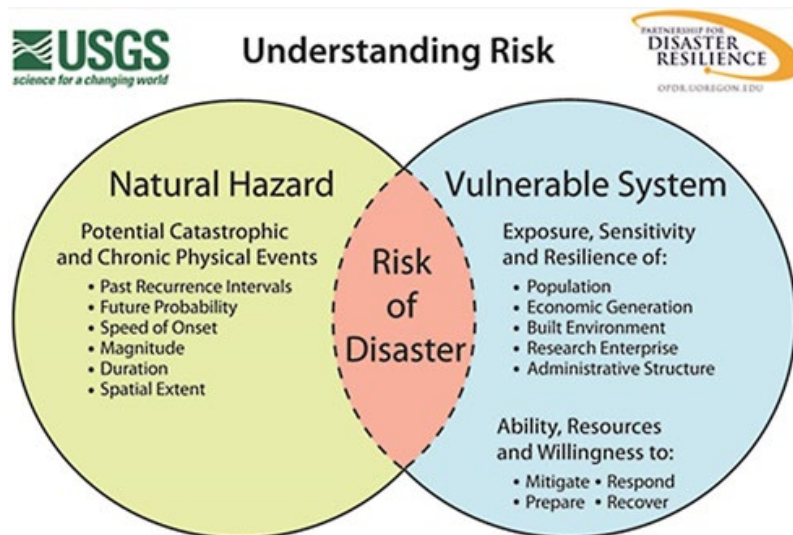 USGS
science for a changing world
Understanding Risk
PARTNERSHIP FOR
DISASTER
RESILIENCE
OPDR.UOREGON.EDU
Natural Hazard
Potential Catastrophic
and Chronic Physical Events
• Past Recurrence Intervals
• Future Probability
• Speed of Onset
• Magnitude
• Duration
• Spatial Extent
Risk
of
Disaster
Vulnerable System
Exposure, Sensitivity
and Resilience of:
• Population
• Economic Generation
• Built Environment
• Research Enterprise
• Administrative Structure
Ability, Resources
and Willingness to:
• Mitigate • Respond
• Prepare • Recover